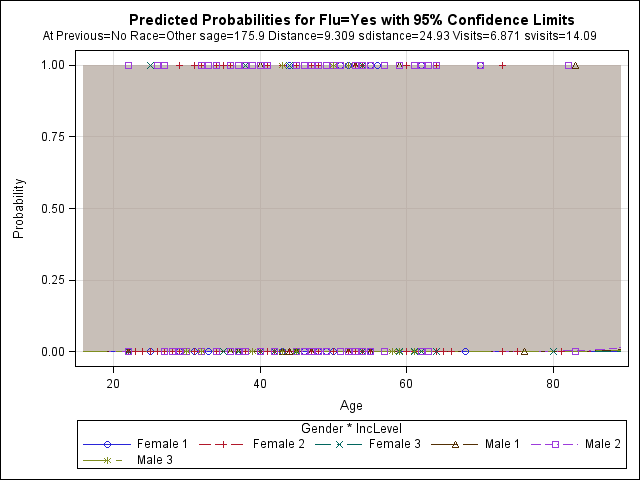 Predicted Probabilities for Flu=Yes with 95% Confidence Limits
At Previous=No Race=Other sage=175.9 Distance=9.309 sdistance=24.93 Visits=6.871 svisits=14.09
1.00
0.75
0.50
0.25
0.00
Probability
20 40 60 80
Age
Gender * IncLevel
Female 1 Female 2 Female 3 Male 1 Male 2
Male 3